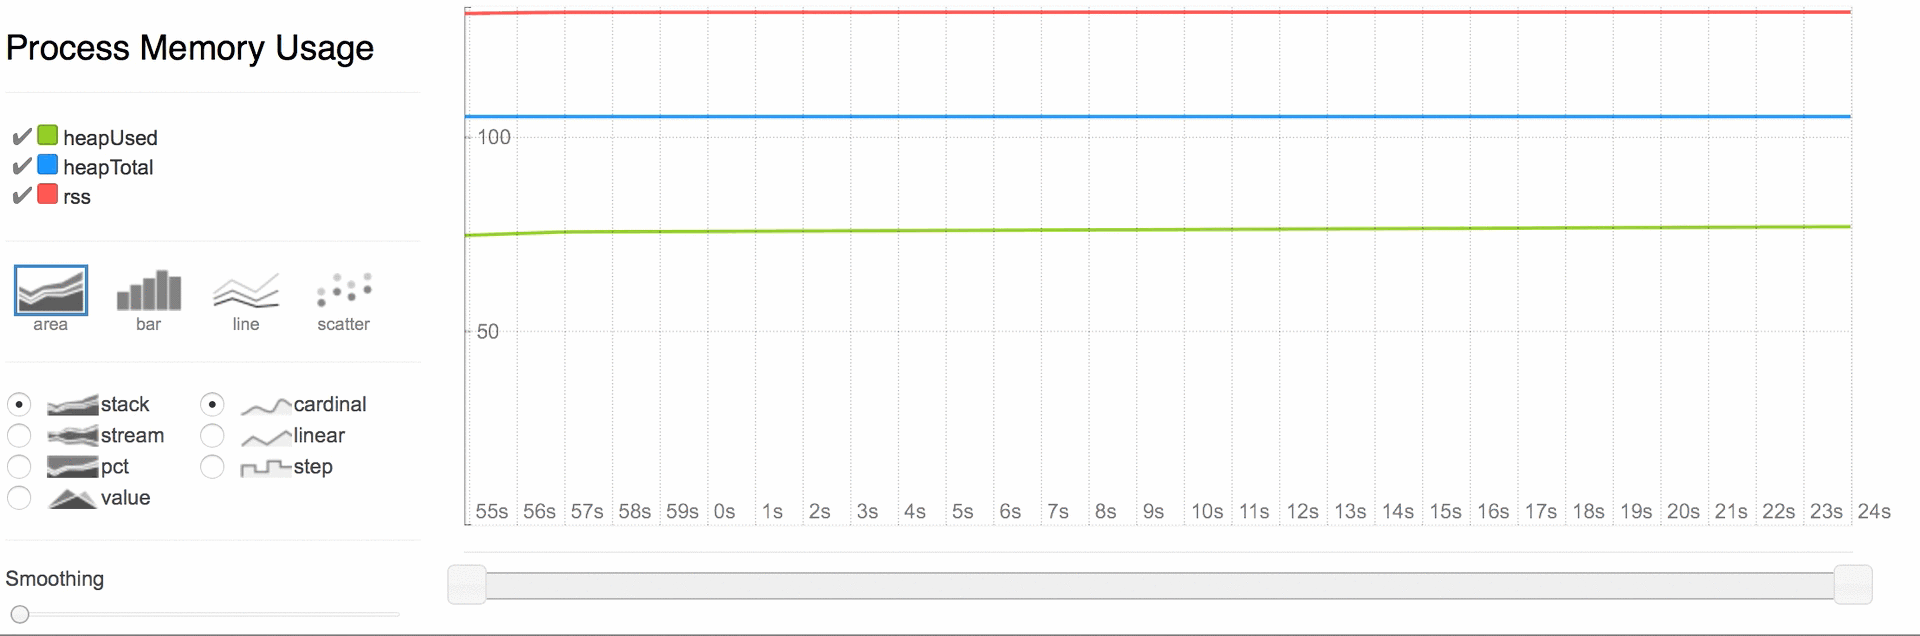 Process Memory Usage
✔ heapUsed
✔ heapTotal
✔ rss
area bar line scatter
stack cardinal
stream linear
pct step
value
Smoothing
100
50
55s 56s 57s 58s 59s 0s 1s 2s 3s 4s 5s 6s 7s 8s 9s 10s 11s 12s 13s 14s 15s 16s 17s 18s 19s 20s 21s 22s 23s 24s